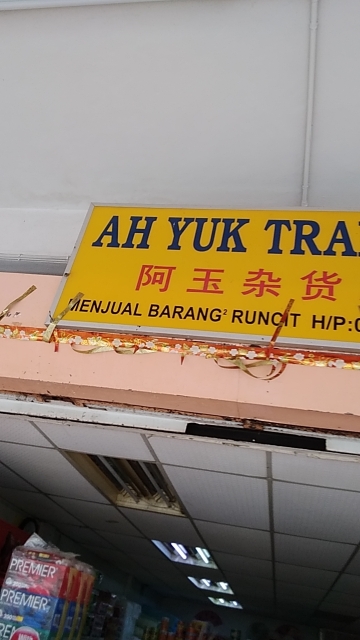 AH YUK TRA
阿玉杂货
MENJUAL BARANG² RUNCIT H/P:0
PREMIER
PREMIER